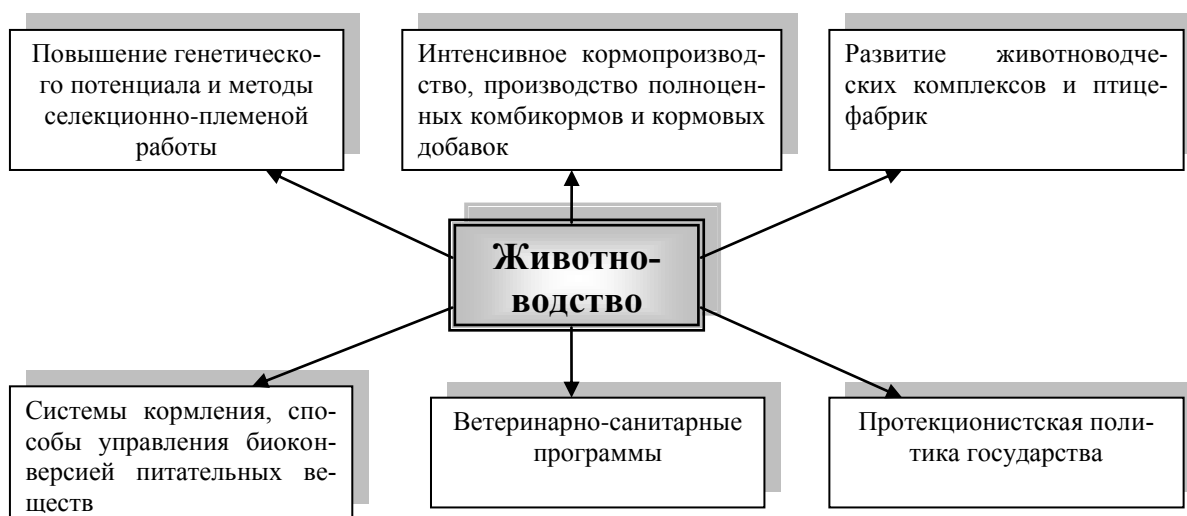 Повышение генетическо-
го потенциала и методы
селекционно-племеной
работы
Интенсивное кормопроизвод-
ство, производство полноцен-
ных комбикормов и кормовых
добавок
Развитие животноводче-
ских комплексов и птице-
фабрик
Животно-
водство
Системы кормления, спо-
собы управления биокон-
версией питательных ве-
ществ
Ветеринарно-санитарные
программы
Протекционистская поли-
тика государства